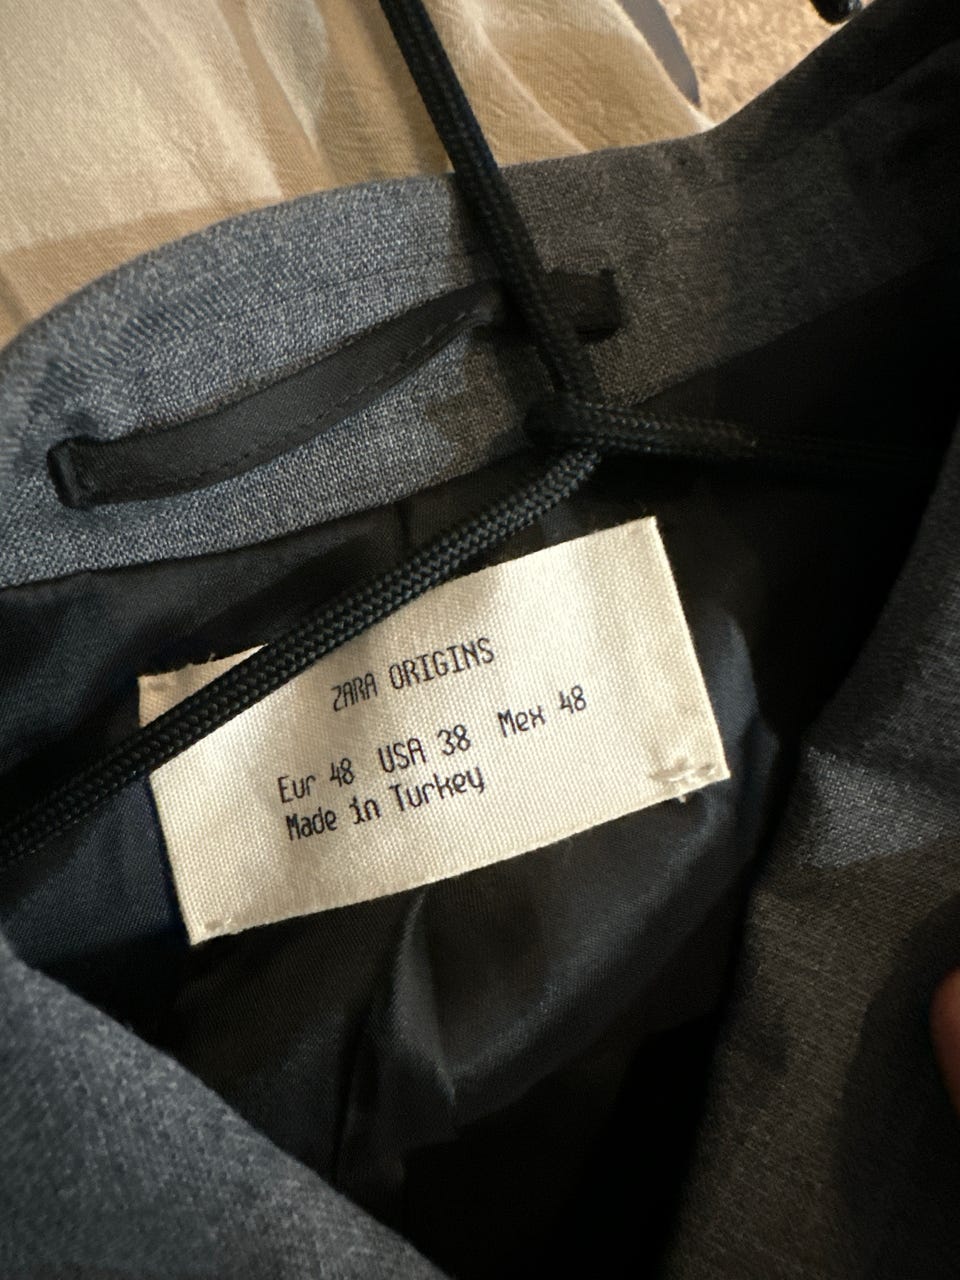 ZARA ORIGINS
Eur 48 USA 38 Mex 48
Made in Turkey